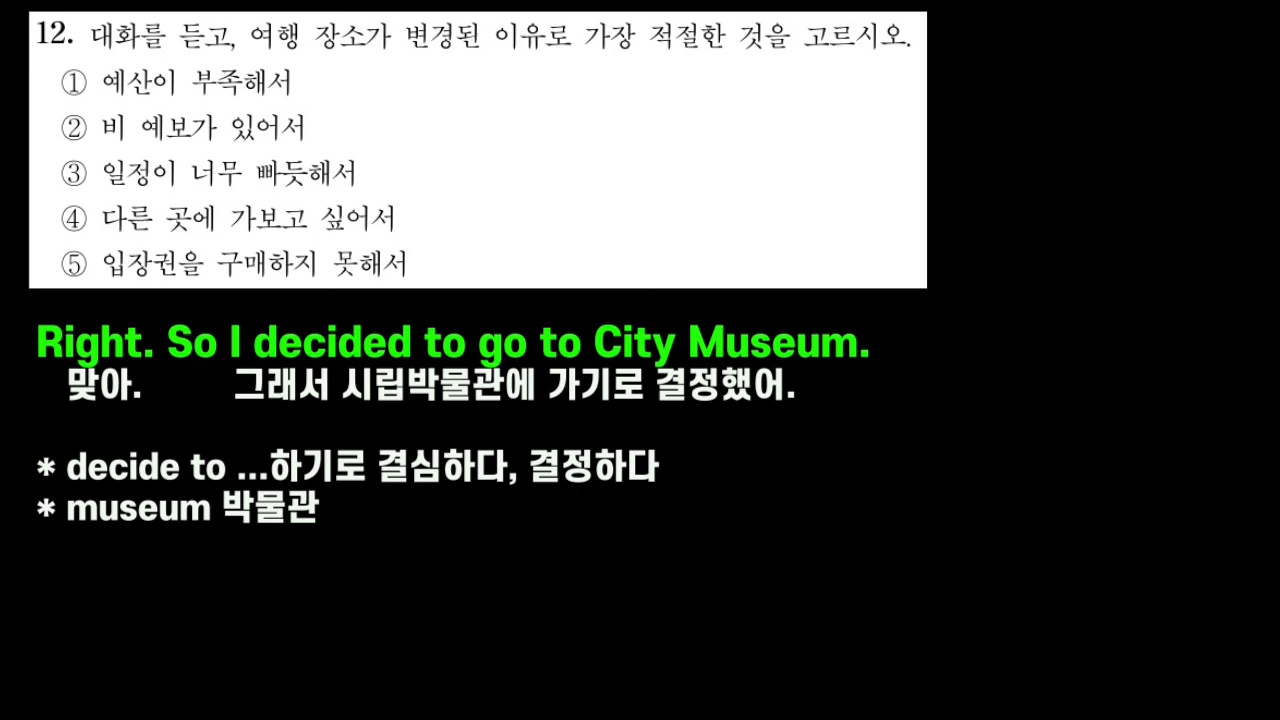 12. 대화를 듣고, 여행 장소가 변경된 이유로 가장 적절한 것을 고르시오.
① 예산이 부족해서
② 비 예보가 있어서
③ 일정이 너무 빠듯해서
④ 다른 곳에 가보고 싶어서
⑤ 입장권을 구매하지 못해서
Right. So I decided to go to City Museum.
맞아. 그래서 시립박물관에 가기로 결정했어.
* decide to ...하기로 결심하다, 결정하다
* museum 박물관